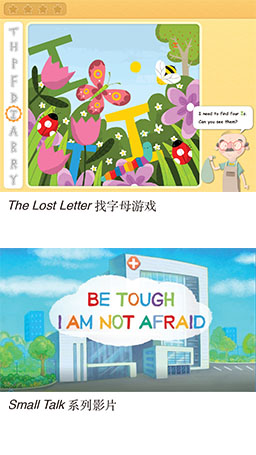 T
H
P
F
D
I
A
B
R
Y
T
I
T
I need to find four Is.
Can you see them?
The Lost Letter 找字母游戏
BE TOUGH
I AM NOT AFRAID
Small Talk 系列影片